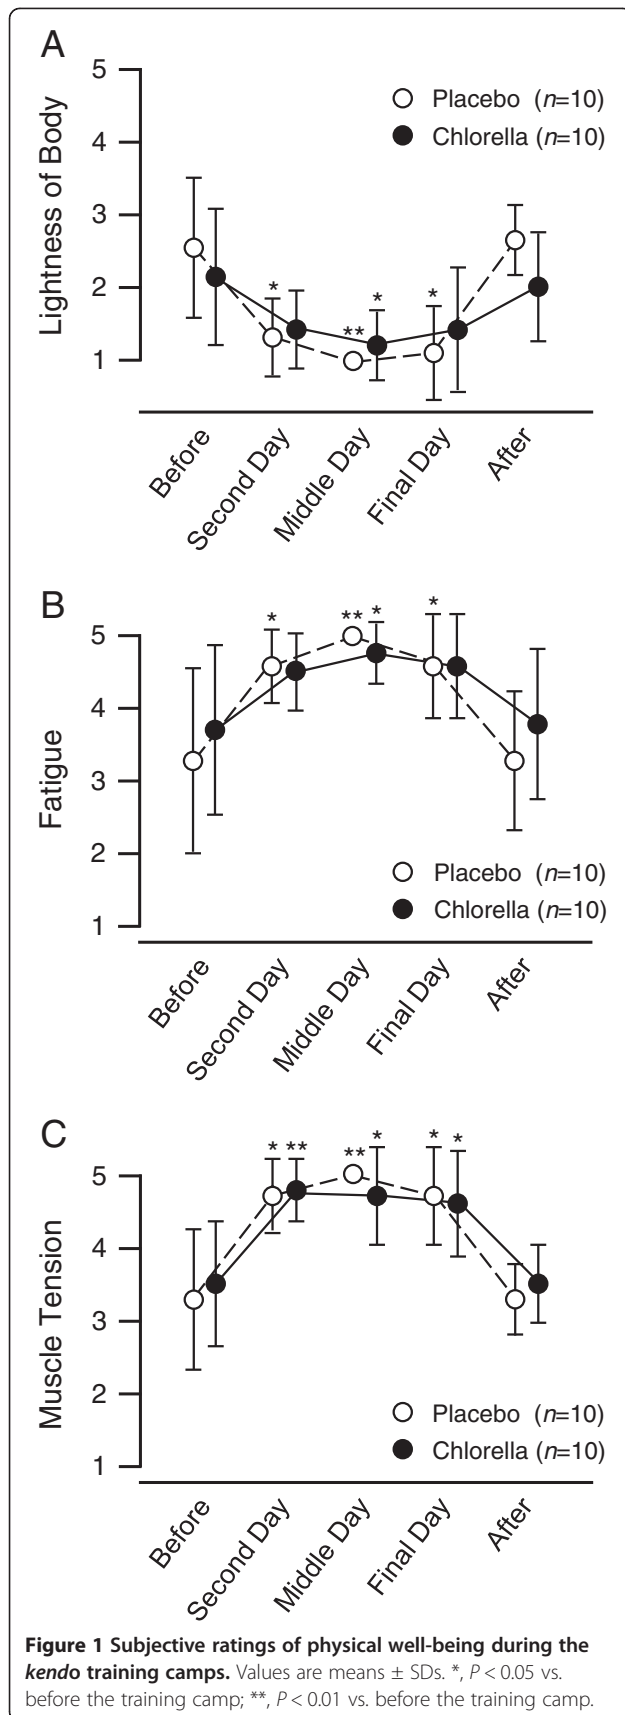 A
5
4
3
2
1
Lightness of Body
Placebo (n=10)
Chlorella (n=10)
*
**
*
*
Before
Second Day
Middle Day
Final Day
After
B
5
4
3
2
1
Fatigue
*
**
*
*
Placebo (n=10)
Chlorella (n=10)
Before
Second Day
Middle Day
Final Day
After
C
5
4
3
2
1
Muscle Tension
*
**
**
*
*
*
Placebo (n=10)
Chlorella (n=10)
Before
Second Day
Middle Day
Final Day
After
Figure 1 Subjective ratings of physical well-being during the
kendo training camps. Values are means ± SDs. *, P < 0.05 vs.
before the training camp; **, P < 0.01 vs. before the training camp.